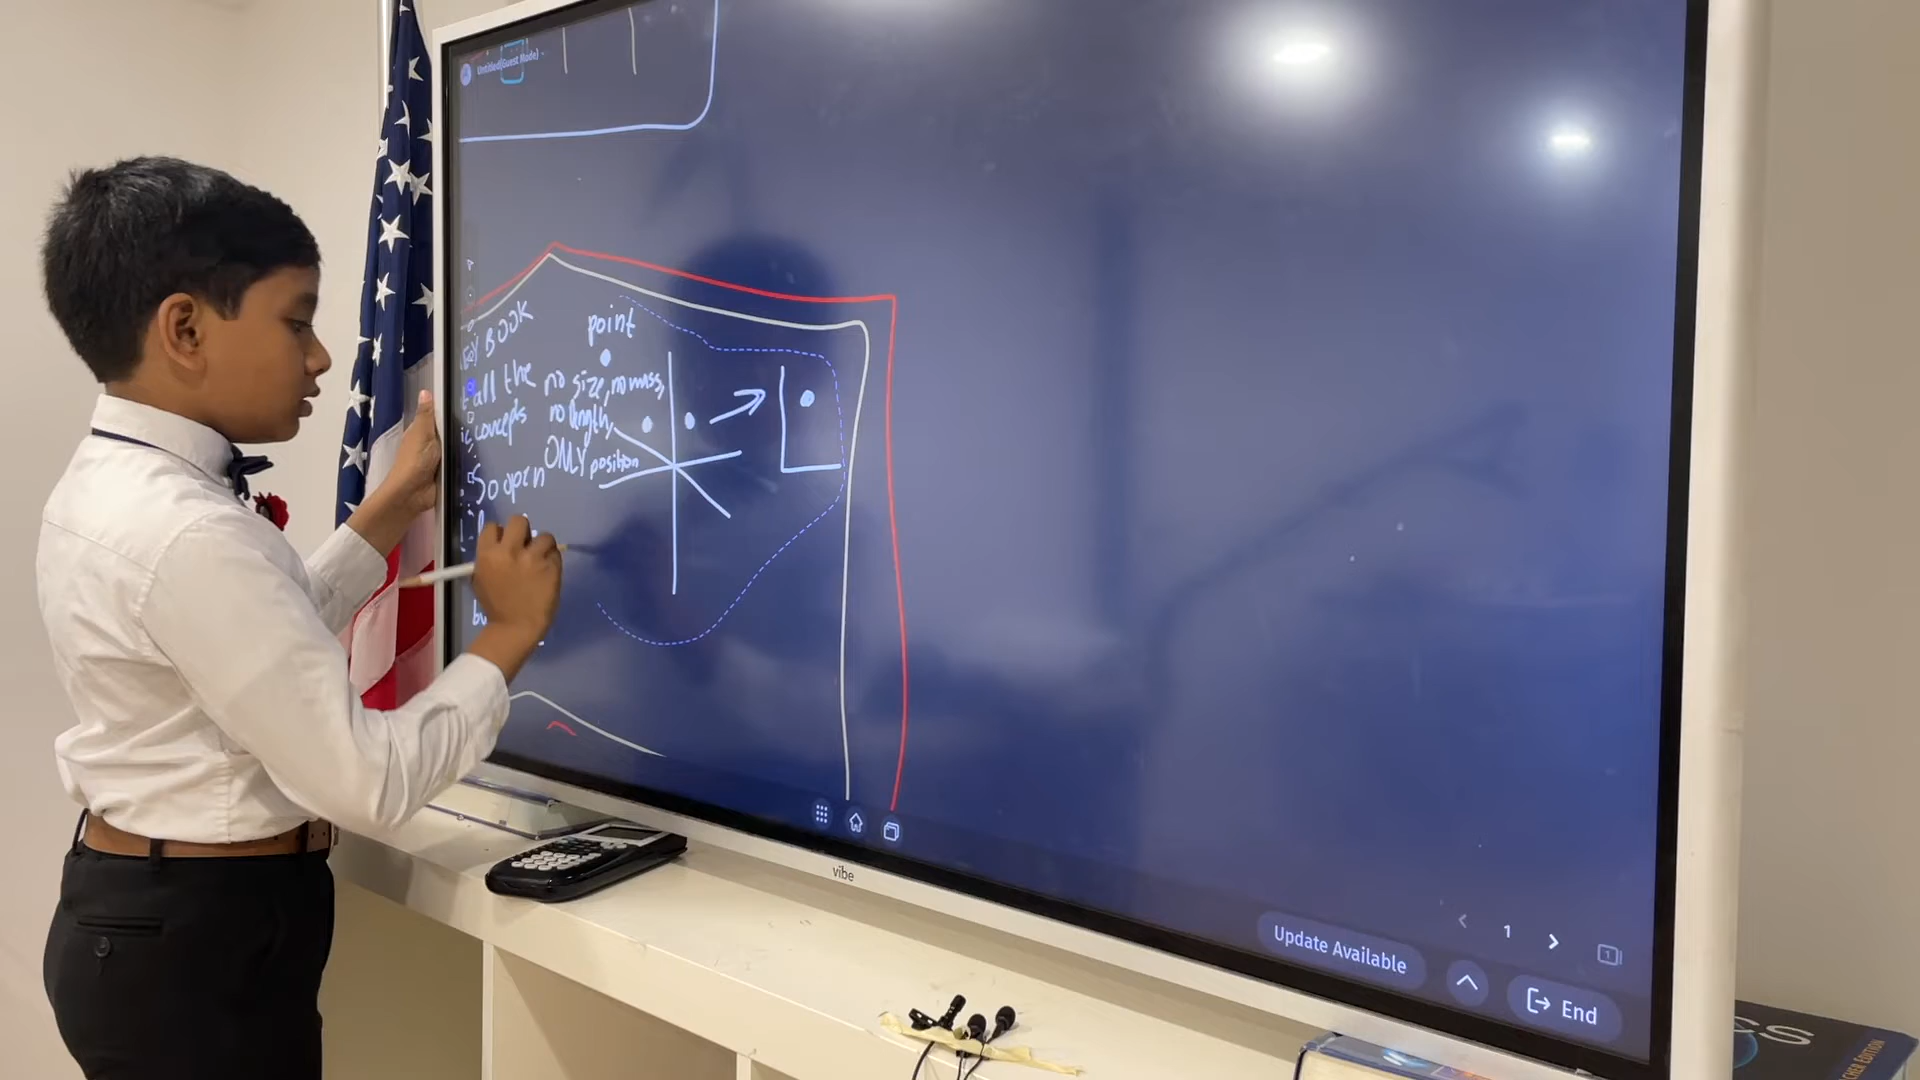 Untitled(Guest Mode)
BOOK
all the
concepts
So open
point
no size, no mass,
no length,
ONLY position
vibe
Update Available
1
End